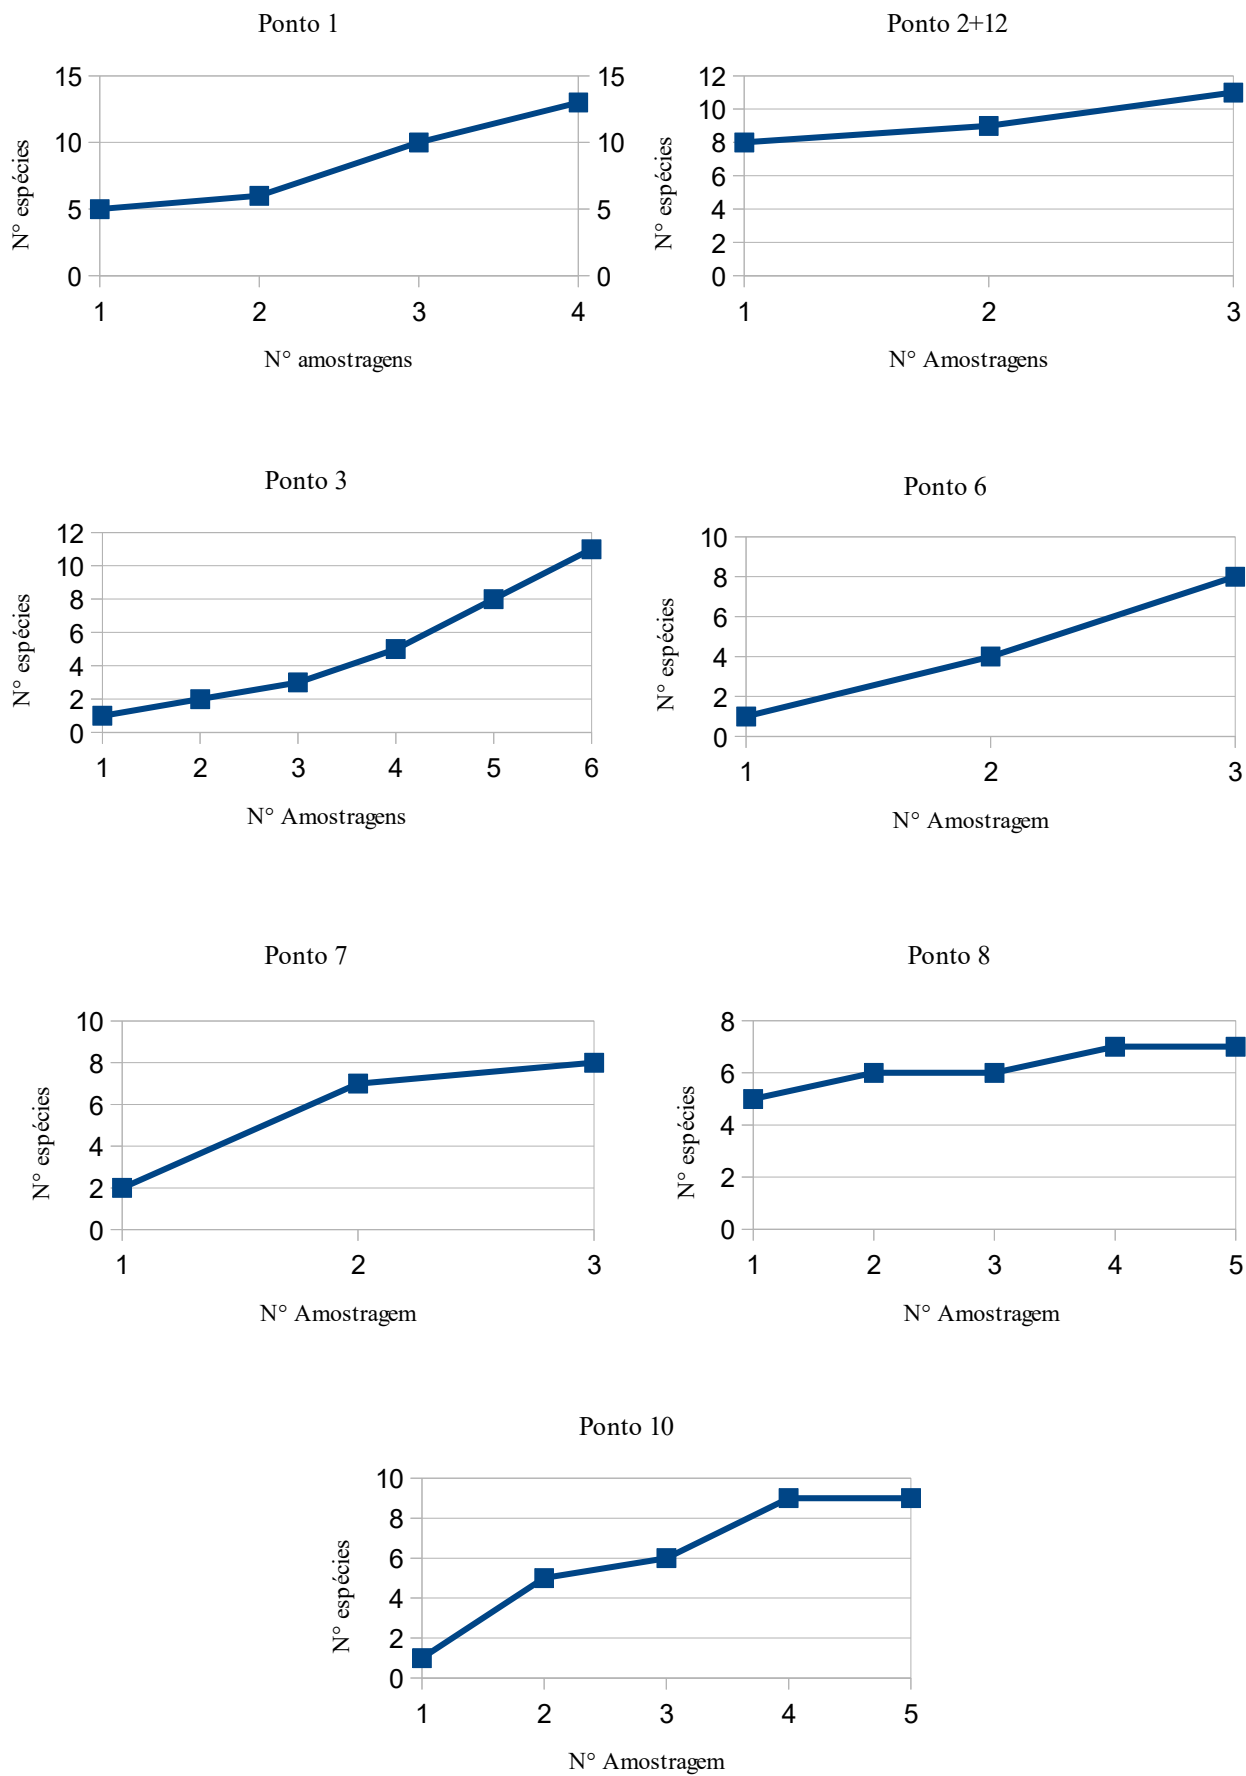 Ponto 1
15 15
10 10
5 5
0 0
N° espécies
1 2 3 4
N° amostragens
Ponto 2+12
12
10
8
6
4
2
0
N° espécies
1 2 3
N° Amostragens
Ponto 3
12
10
8
6
4
2
0
N° espécies
1 2 3 4 5 6
N° Amostragens
Ponto 6
10
8
6
4
2
0
N° espécies
1 2 3
N° Amostragem
Ponto 7
10
8
6
4
2
0
N° espécies
1 2 3
N° Amostragem
Ponto 8
8
6
4
2
0
N° espécies
1 2 3 4 5
N° Amostragem
Ponto 10
10
8
6
4
2
0
N° espécies
1 2 3 4 5
N° Amostragem